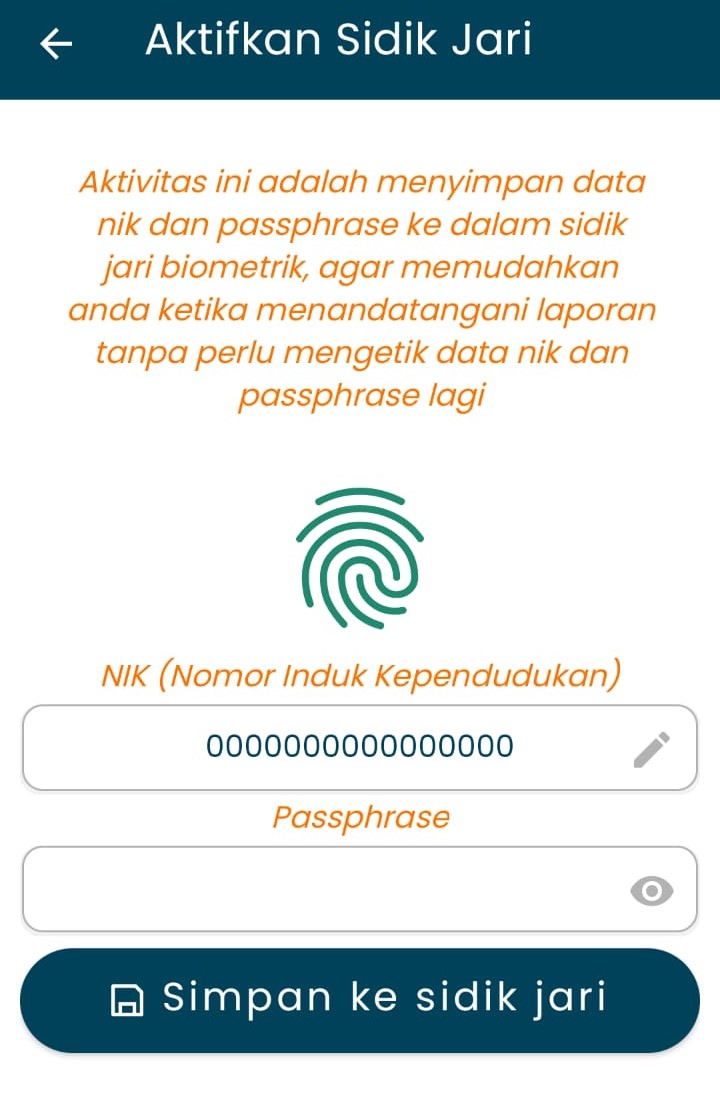 Aktifkan Sidik Jari
Aktivitas ini adalah menyimpan data
nik dan passphrase ke dalam sidik
jari biometrik, agar memudahkan
anda ketika menandatangani laporan
tanpa perlu mengetik data nik dan
passphrase lagi
NIK (Nomor Induk Kependudukan)
0000000000000000
Passphrase
Simpan ke sidik jari